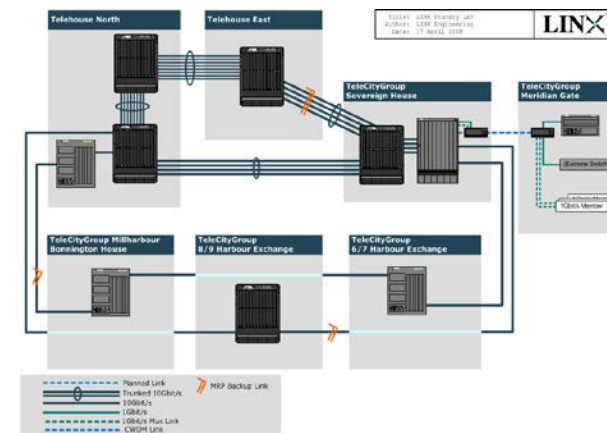 Title: LINX Foundry LAN
Author: LINX Engineering
Date: 17 April 2008
LINX
Telehouse North
Telehouse East
TeleCityGroup
Sovereign House
TeleCityGroup
Meridian Gate
(Extreme Switch
1Gbit/s Member
TeleCityGroup Millharbour
Bonnington House
TeleCityGroup
8/9 Harbour Exchange
TeleCityGroup
6/7 Harbour Exchange
Planned Link
Trunked 10Gbit/s
10Gbit/s
1Gbit/s
1Gbit/s Mux Link
CWDM Link
MRP Backup Link